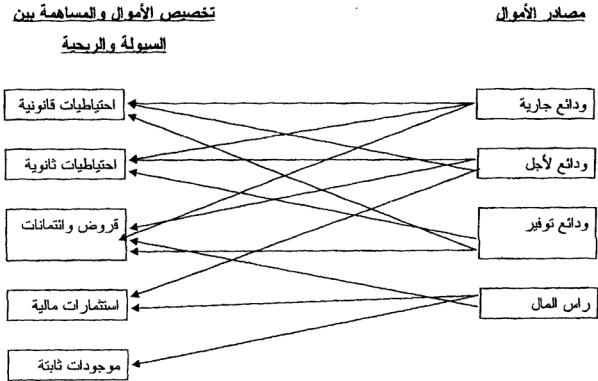 مصادر الأموال
تخصيص الأموال والمساهمة بين
السيولة والربحية
ودائع جارية
احتياطيات قانونية
ودائع لأجل
احتياطيات ثانوية
ودائع توفير
قروض وائتمانات
راس المال
استثمارات مالية
موجودات ثابتة